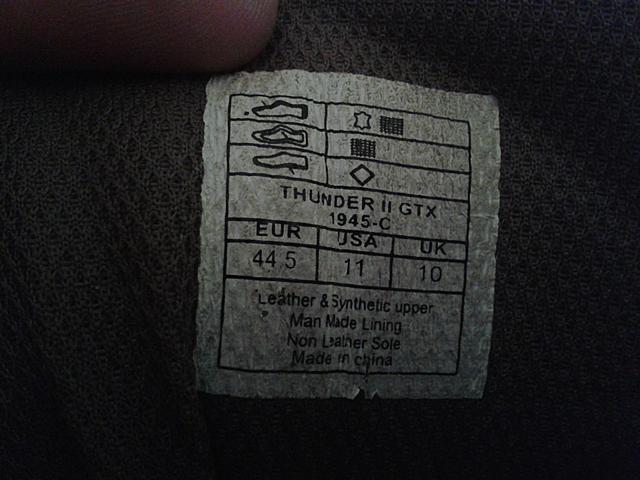 THUNDER II GTX
1945-C
EUR USA UK
44.5 11 10
Leather & Synthetic upper
Man Made Lining
Non Leather Sole
Made in china